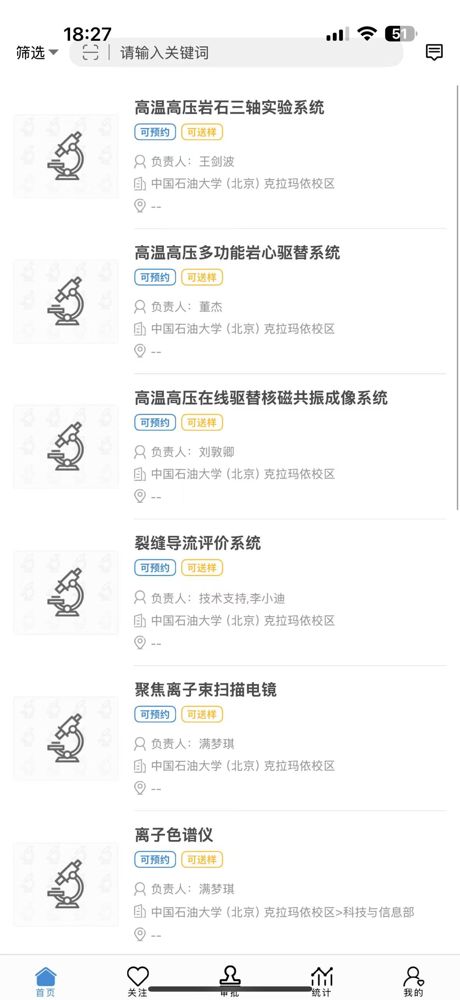 18:27
51
筛选
请输入关键词
高温高压岩石三轴实验系统
可预约 可送样
负责人：王剑波
中国石油大学（北京）克拉玛依校区
--
高温高压多功能岩心驱替系统
可预约 可送样
负责人：董杰
中国石油大学（北京）克拉玛依校区
--
高温高压在线驱替核磁共振成像系统
可预约 可送样
负责人：刘敦卿
中国石油大学（北京）克拉玛依校区
--
裂缝导流评价系统
可预约 可送样
负责人：技术支持,李小迪
中国石油大学（北京）克拉玛依校区
--
聚焦离子束扫描电镜
可预约 可送样
负责人：满梦琪
中国石油大学（北京）克拉玛依校区
--
离子色谱仪
可预约 可送样
负责人：满梦琪
中国石油大学（北京）克拉玛依校区>科技与信息部
--
首页 关注 审批 统计 我的